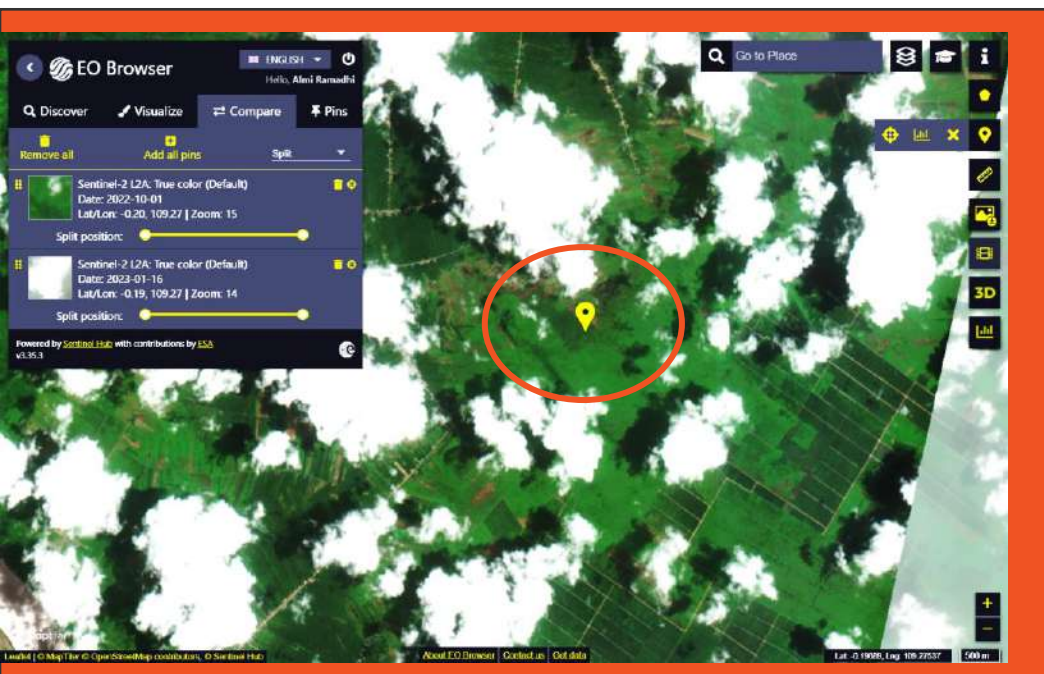 EO Browser
ENGLISH
Hello, Almi Ramadhi
Discover
Visualize
Compare
Pins
Remove all
Add all pins
Split
Sentinel-2 L2A: True color (Default)
Date: 2022-10-01
Lat/Lon: -0.20, 109.27 | Zoom: 15
Split position:
Sentinel-2 L2A: True color (Default)
Date: 2023-01-16
Lat/Lon: -0.19, 109.27 | Zoom: 14
Split position:
Powered by Sentinel Hub with contributions by ESA
v3.35.3
Go to Place
3D
+
−
Leaflet | © MapTiler © OpenStreetMap contributors, © Sentinel Hub
About EO Browser Contact us Get data
Lat: -0.19089, Lng: 109.27537
500 m